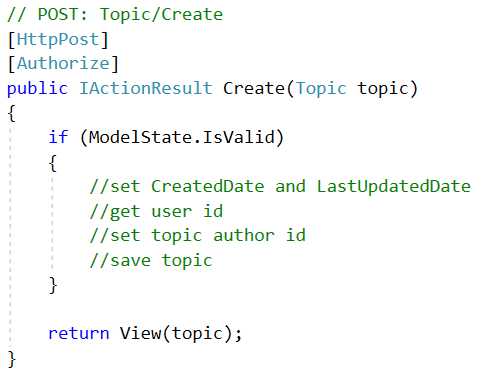 // POST: Topic/Create
[HttpPost]
[Authorize]
public IActionResult Create(Topic topic)
{
    if (ModelState.IsValid)
    {
        //set CreatedDate and LastUpdatedDate
        //get user id
        //set topic author id
        //save topic
    }
    return View(topic);
}